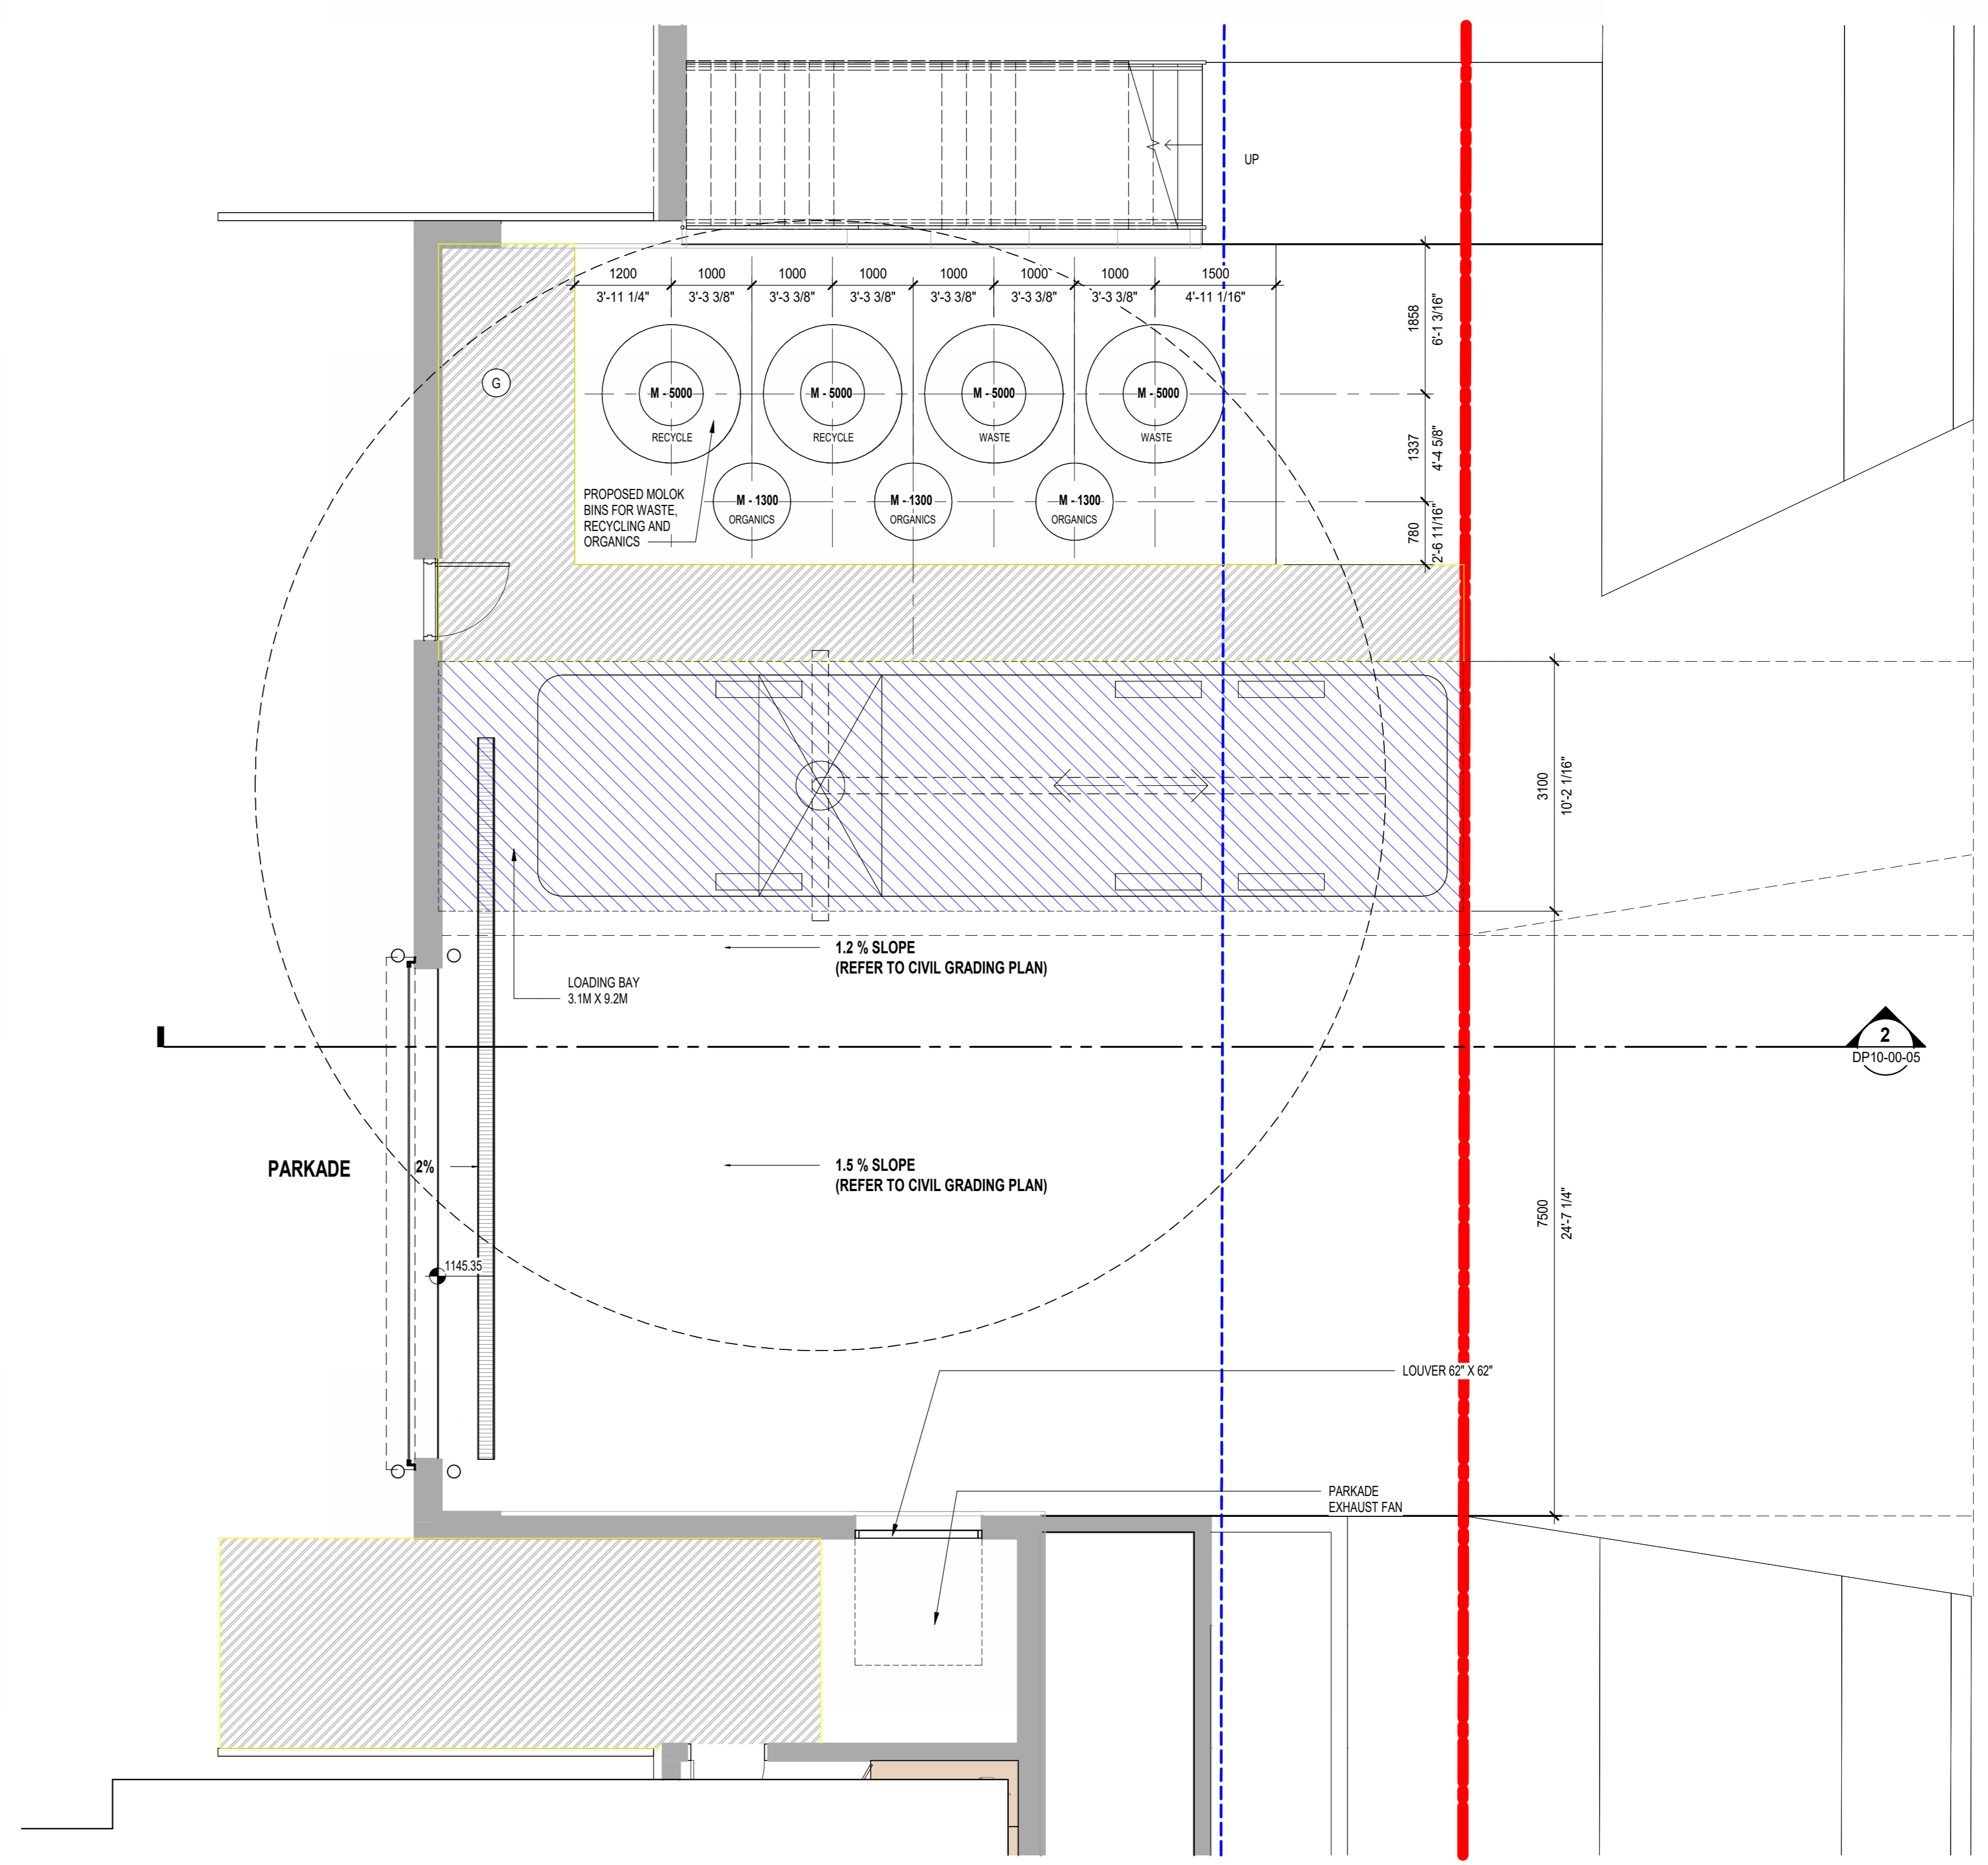 UP
1200 1000 1000 1000 1000 1000 1000 1500
3'-11 1/4" 3'-3 3/8" 3'-3 3/8" 3'-3 3/8" 3'-3 3/8" 3'-3 3/8" 3'-3 3/8" 4'-11 1/16"
1858
6'-1 3/16"
G
M - 5000 M - 5000 M - 5000 M - 5000
RECYCLE RECYCLE WASTE WASTE
1337
4'-4 5/8"
PROPOSED MOLOK
BINS FOR WASTE,
RECYCLING AND
ORGANICS
M - 1300 M - 1300 M - 1300
ORGANICS ORGANICS ORGANICS
780
2'-6 11/16"
3100
10'-2 1/16"
1.2 % SLOPE
(REFER TO CIVIL GRADING PLAN)
LOADING BAY
3.1M X 9.2M
2
DP10-00-05
PARKADE
2%
1.5 % SLOPE
(REFER TO CIVIL GRADING PLAN)
7500
24'-7 1/4"
1145.35
LOUVER 62" X 62"
PARKADE
EXHAUST FAN